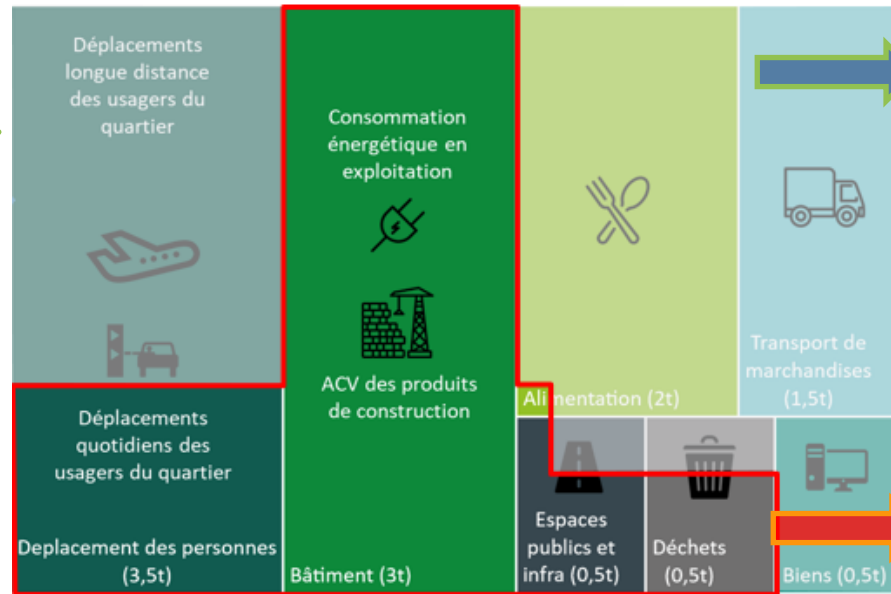 Déplacements
longue distance
des usagers du
quartier
Déplacements
quotidiens des
usagers du quartier
Deplacement des personnes
(3,5t)
Consommation
énergétique en
exploitation
ACV des produits
de construction
Bâtiment (3t)
Alimentation (2t)
Transport de
marchandises
(1,5t)
Espaces
publics et
infra (0,5t)
Déchets
(0,5t)
Biens (0,5t)